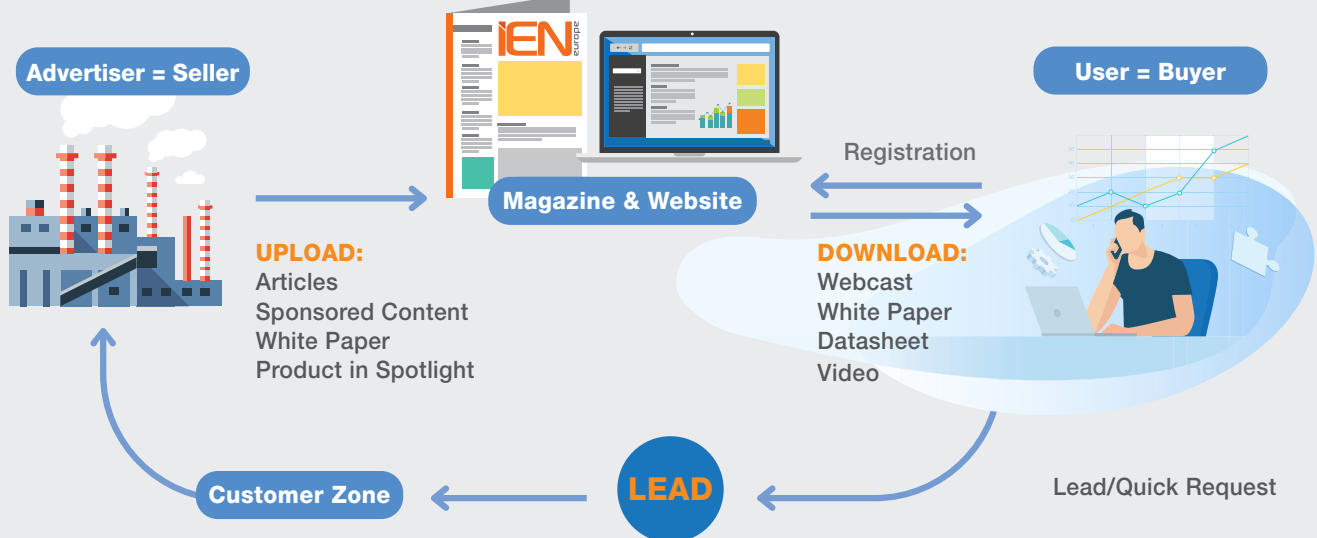 iEN
europe
Advertiser = Seller
User = Buyer
Registration
Magazine & Website
UPLOAD:
Articles
Sponsored Content
White Paper
Product in Spotlight
DOWNLOAD:
Webcast
White Paper
Datasheet
Video
Customer Zone
LEAD
Lead/Quick Request